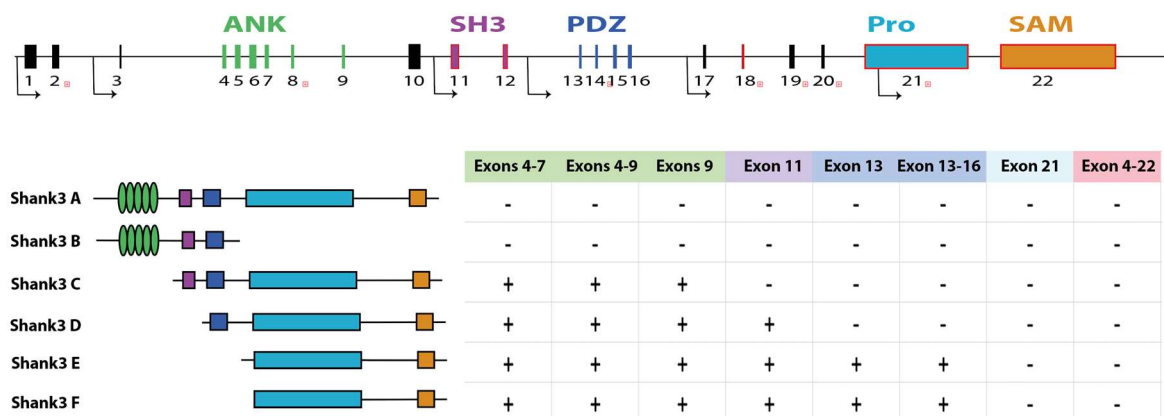 ANK SH3 PDZ Pro SAM
1 2 3 4 5 6 7 8 9 10 11 12 13 14 15 16 17 18 19 20 21 22
Exons 4-7 Exons 4-9 Exons 9 Exon 11 Exon 13 Exon 13-16 Exon 21 Exon 4-22
Shank3 A - - - - - - - -
Shank3 B - - - - - - - -
Shank3 C + + + - - - - -
Shank3 D + + + + - - - -
Shank3 E + + + + + + - -
Shank3 F + + + + + + - -